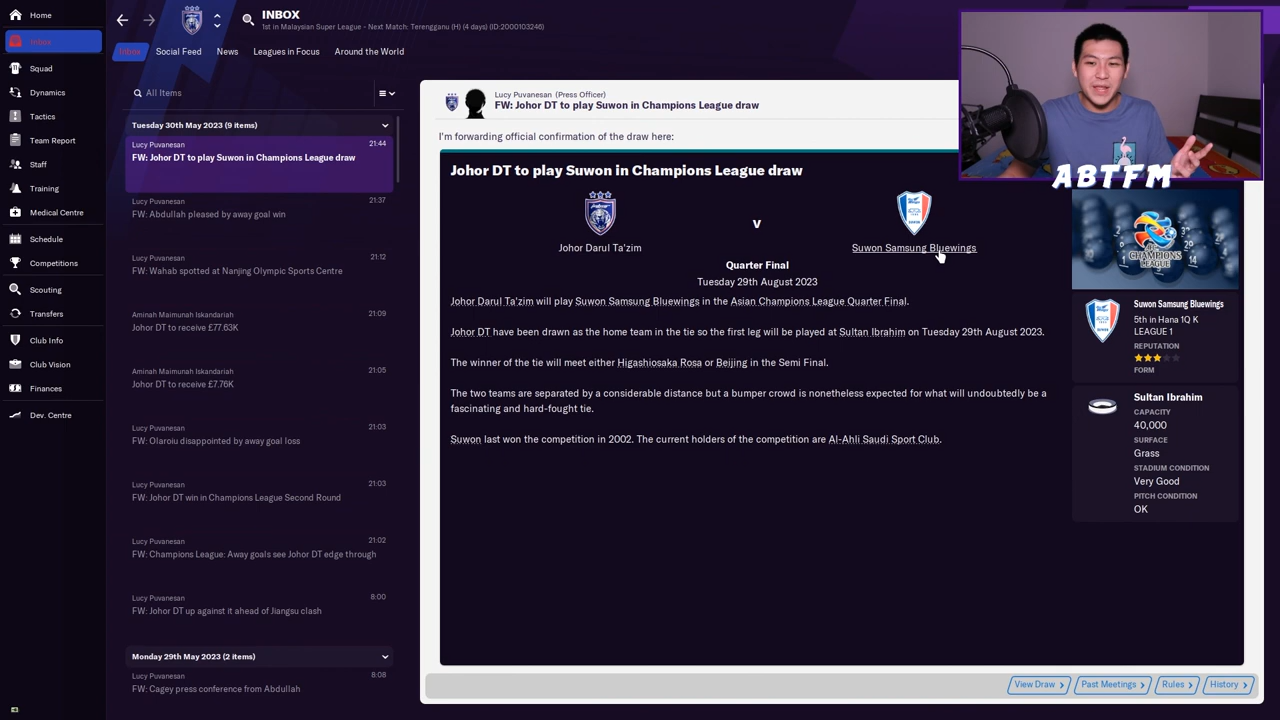 Home
Inbox
Squad
Dynamics
Tactics
Team Report
Staff
Training
Medical Centre
Schedule
Competitions
Scouting
Transfers
Club Info
Club Vision
Finances
Dev. Centre
INBOX
1st in Malaysian Super League - Next Match: Terengganu (H) (4 days) (ID:2000103246)
Inbox
Social Feed
News
Leagues in Focus
Around the World
All Items
Tuesday 30th May 2023 (9 items)
Lucy Puvanesan 21:44
FW: Johor DT to play Suwon in Champions League draw
Lucy Puvanesan 21:37
FW: Abdullah pleased by away goal win
Lucy Puvanesan 21:12
FW: Wahab spotted at Nanjing Olympic Sports Centre
Aminah Maimunah Iskandariah 21:09
Johor DT to receive £77.63K
Aminah Maimunah Iskandariah 21:05
Johor DT to receive £7.76K
Lucy Puvanesan 21:03
FW: Olaroiu disappointed by away goal loss
Lucy Puvanesan 21:03
FW: Johor DT win in Champions League Second Round
Lucy Puvanesan 21:02
FW: Champions League: Away goals see Johor DT edge through
Lucy Puvanesan 8:00
FW: Johor DT up against it ahead of Jiangsu clash
Monday 29th May 2023 (2 items)
Lucy Puvanesan 8:08
FW: Cagey press conference from Abdullah
Lucy Puvanesan (Press Officer)
FW: Johor DT to play Suwon in Champions League draw
I'm forwarding official confirmation of the draw here:
Johor DT to play Suwon in Champions League draw
v
Johor Darul Ta'zim
Suwon Samsung Bluewings
Quarter Final
Tuesday 29th August 2023
Johor Darul Ta'zim will play Suwon Samsung Bluewings in the Asian Champions League Quarter Final.
Johor DT have been drawn as the home team in the tie so the first leg will be played at Sultan Ibrahim on Tuesday 29th August 2023.
The winner of the tie will meet either Higashiosaka Rosa or Beijing in the Semi Final.
The two teams are separated by a considerable distance but a bumper crowd is nonetheless expected for what will undoubtedly be a
fascinating and hard-fought tie.
Suwon last won the competition in 2002. The current holders of the competition are Al-Ahli Saudi Sport Club.
ABTFM
CHAMPIONS
LEAGUE
Suwon Samsung Bluewings
5th in Hana 1Q K
LEAGUE 1
REPUTATION
FORM
Sultan Ibrahim
CAPACITY
40,000
SURFACE
Grass
STADIUM CONDITION
Very Good
PITCH CONDITION
OK
View Draw
Past Meetings
Rules
History